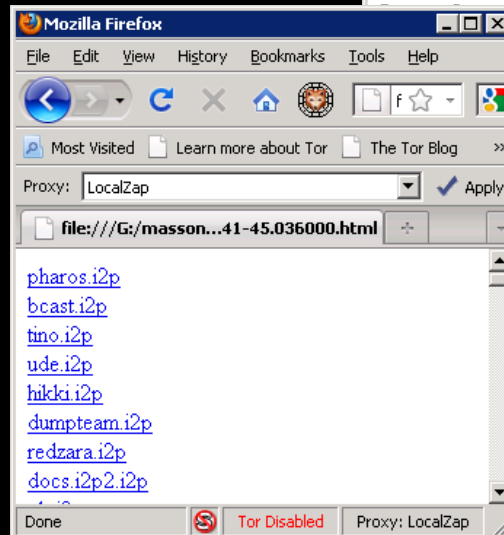 Mozilla Firefox
File Edit View History Bookmarks Tools Help
f
Most Visited Learn more about Tor The Tor Blog »
Proxy: LocalZap Apply
file:///G:/masson...41-45.036000.html
pharos.i2p
bcast.i2p
tino.i2p
ude.i2p
hikki.i2p
dumpteam.i2p
redzara.i2p
docs.i2p2.i2p
Done Tor Disabled Proxy: LocalZap